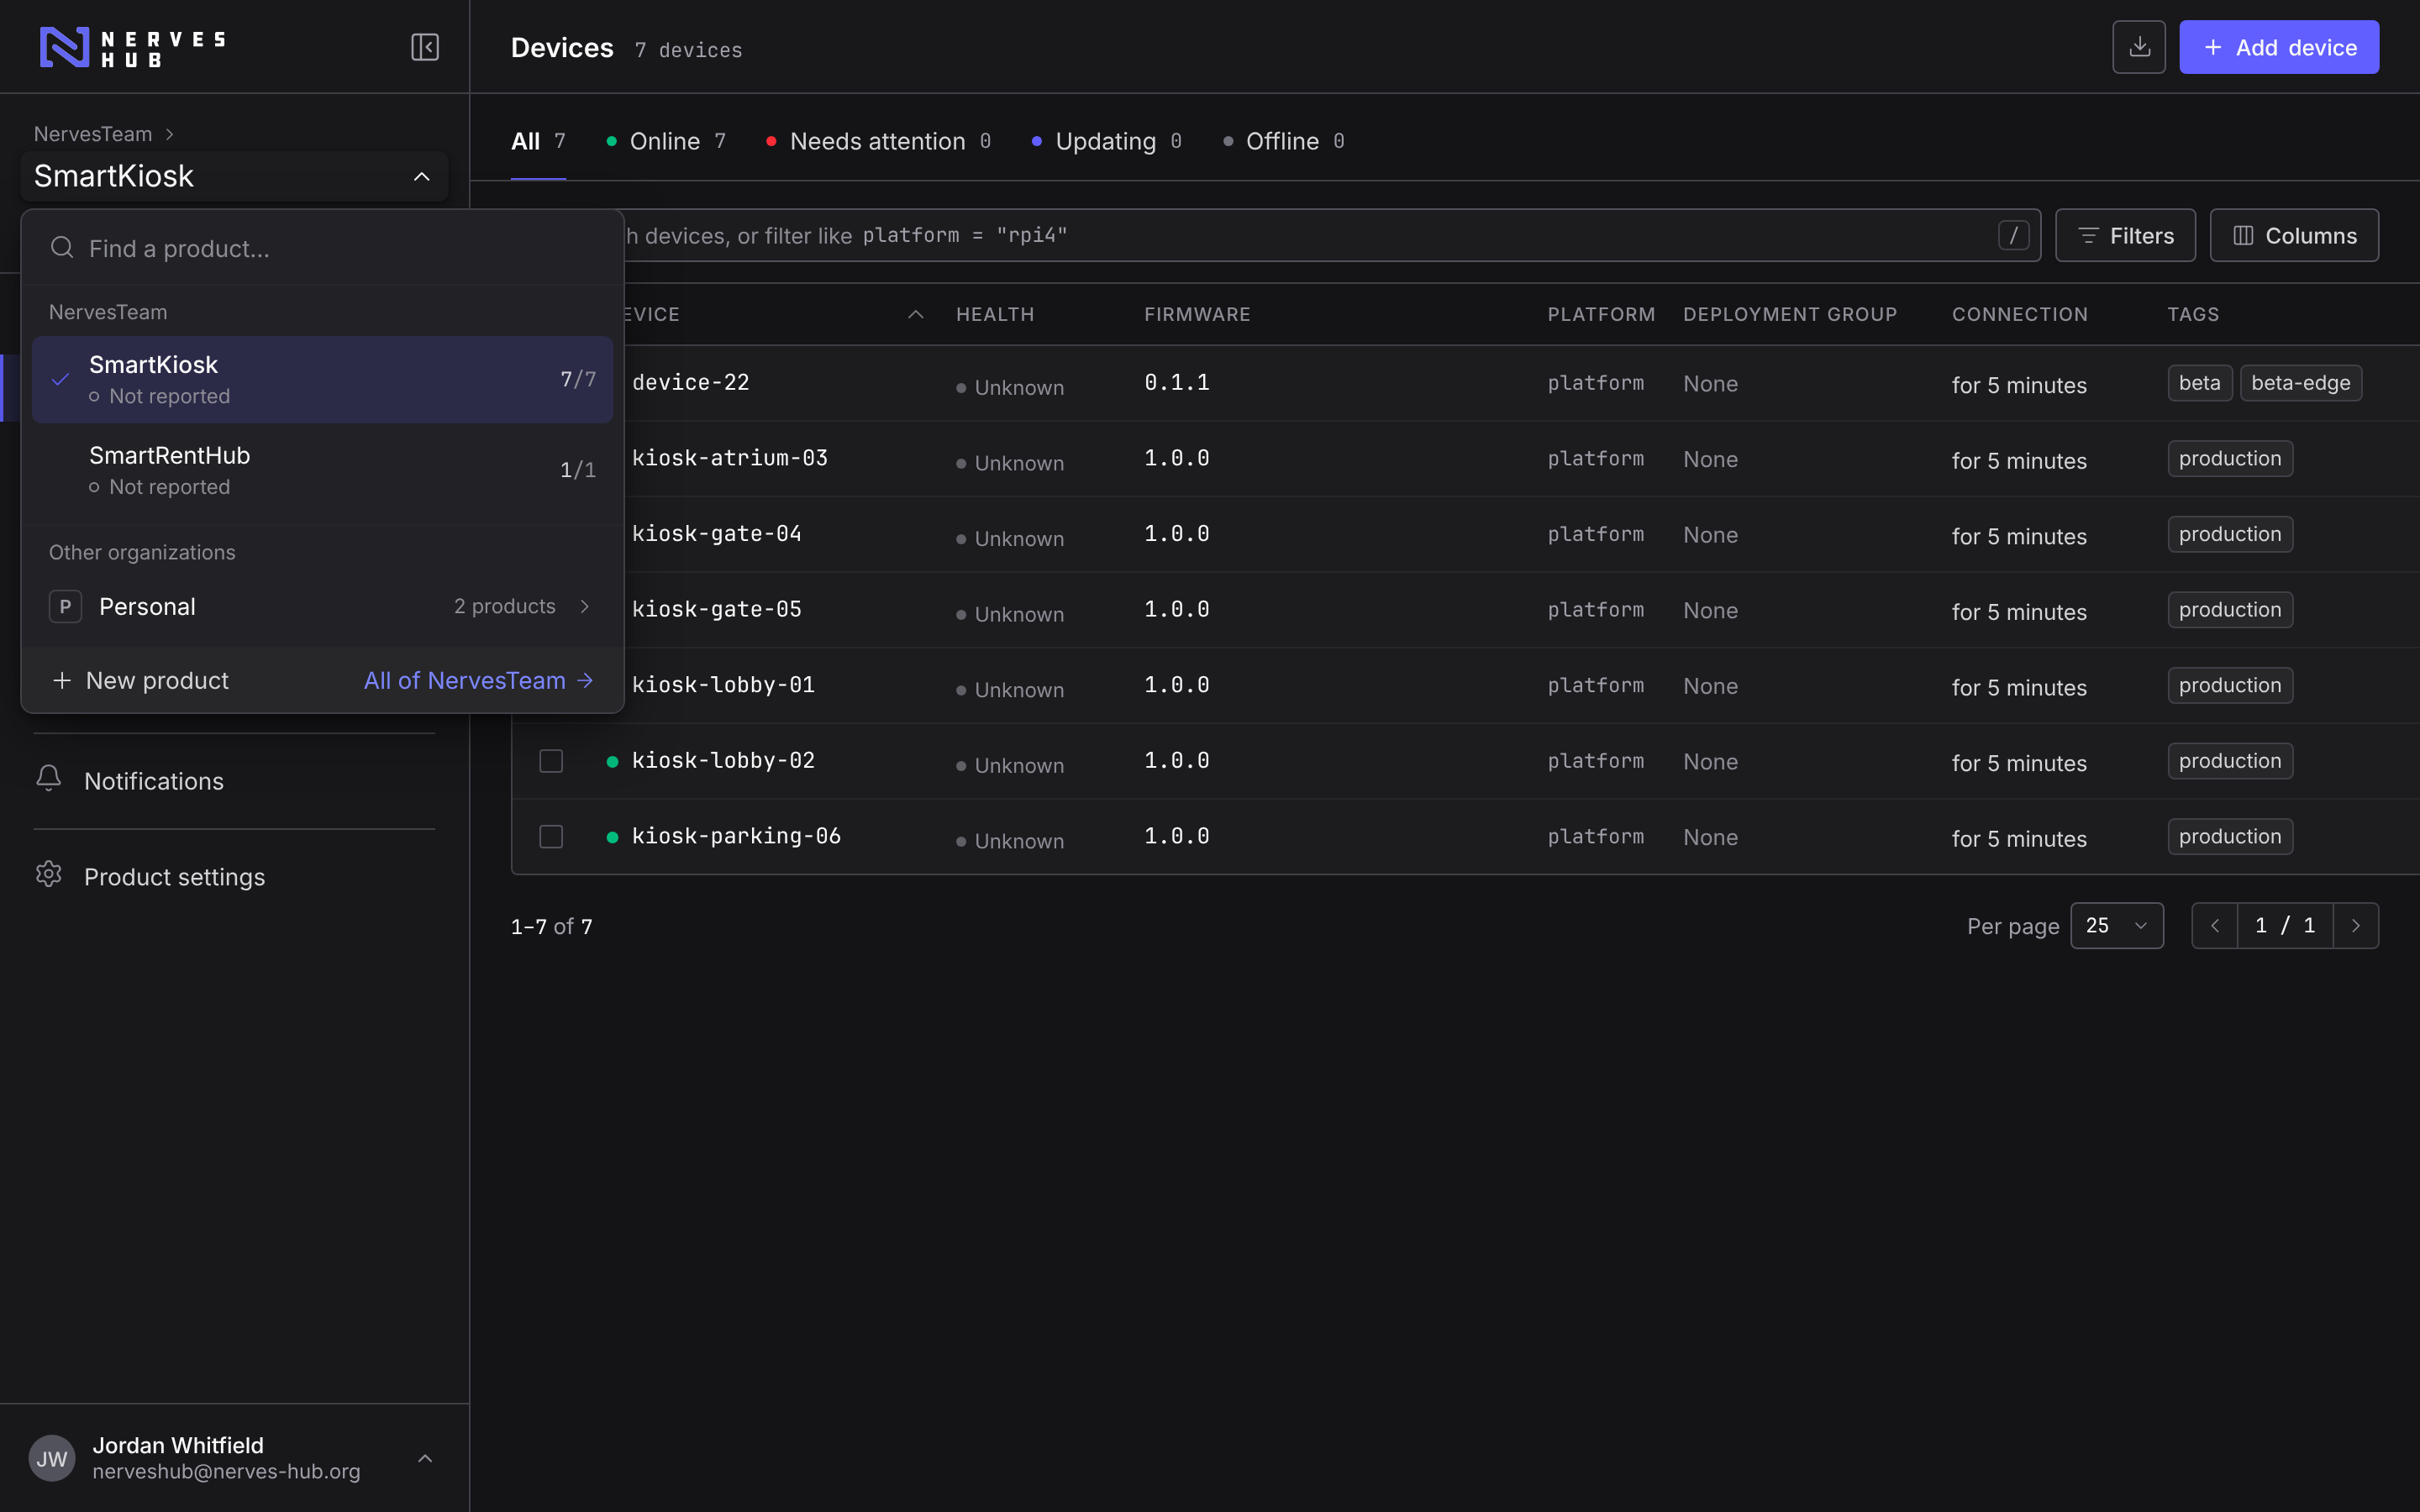 NERVES
HUB
Devices 7 devices
Add device
NervesTeam
SmartKiosk
All 7 Online 7 Needs attention 0 Updating 0 Offline 0
Find a product...
devices, or filter like platform = "rpi4" /
Filters
Columns
NervesTeam
SmartKiosk
Not reported
7/7
SmartRentHub
Not reported
1/1
Other organizations
P Personal 2 products
New product All of NervesTeam
HEALTH FIRMWARE PLATFORM DEPLOYMENT GROUP CONNECTION TAGS
device-22 Unknown 0.1.1 platform None for 5 minutes beta beta-edge
kiosk-atrium-03 Unknown 1.0.0 platform None for 5 minutes production
kiosk-gate-04 Unknown 1.0.0 platform None for 5 minutes production
kiosk-gate-05 Unknown 1.0.0 platform None for 5 minutes production
kiosk-lobby-01 Unknown 1.0.0 platform None for 5 minutes production
kiosk-lobby-02 Unknown 1.0.0 platform None for 5 minutes production
kiosk-parking-06 Unknown 1.0.0 platform None for 5 minutes production
Notifications
Product settings
1–7 of 7
Per page 25 1 / 1
JW
Jordan Whitfield
nerveshub@nerves-hub.org